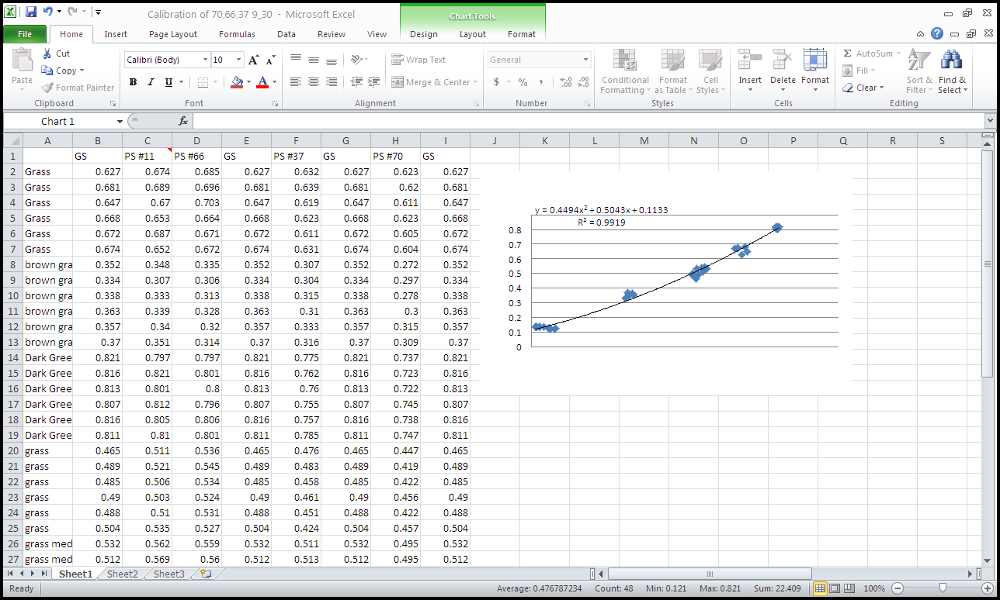 Calibration of 70,66,37 9_30 - Microsoft Excel
Chart Tools
File Home Insert Page Layout Formulas Data Review View Design Layout Format
Paste
Cut
Copy
Format Painter
Clipboard
Calibri (Body) 10
B I U
Font
Wrap Text
Merge & Center
Alignment
General
$ % ,
Number
Conditional Formatting
Format as Table
Cell Styles
Styles
Insert Delete Format
Cells
Σ AutoSum
Fill
Clear
Sort & Filter
Find & Select
Editing
Chart 1 fx
A B C D E F G H I J K L M N O P Q R S
1 GS PS #11 PS #66 GS PS #37 GS PS #70 GS
2 Grass 0.627 0.674 0.685 0.627 0.632 0.627 0.623 0.627
3 Grass 0.681 0.689 0.696 0.681 0.639 0.681 0.62 0.681
4 Grass 0.647 0.67 0.703 0.647 0.619 0.647 0.611 0.647
5 Grass 0.668 0.653 0.664 0.668 0.623 0.668 0.623 0.668
6 Grass 0.672 0.687 0.671 0.672 0.611 0.672 0.605 0.672
7 Grass 0.674 0.652 0.672 0.674 0.631 0.674 0.604 0.674
8 brown gra 0.352 0.348 0.335 0.352 0.307 0.352 0.272 0.352
9 brown gra 0.334 0.307 0.306 0.334 0.304 0.334 0.297 0.334
10 brown gra 0.338 0.333 0.313 0.338 0.315 0.338 0.278 0.338
11 brown gra 0.363 0.339 0.328 0.363 0.31 0.363 0.3 0.363
12 brown gra 0.357 0.34 0.32 0.357 0.333 0.357 0.315 0.357
13 brown gra 0.37 0.351 0.314 0.37 0.316 0.37 0.309 0.37
14 Dark Gree 0.821 0.797 0.797 0.821 0.775 0.821 0.737 0.821
15 Dark Gree 0.816 0.821 0.801 0.816 0.762 0.816 0.723 0.816
16 Dark Gree 0.813 0.801 0.8 0.813 0.76 0.813 0.722 0.813
17 Dark Gree 0.807 0.812 0.796 0.807 0.755 0.807 0.745 0.807
18 Dark Gree 0.816 0.805 0.806 0.816 0.757 0.816 0.738 0.816
19 Dark Gree 0.811 0.81 0.801 0.811 0.785 0.811 0.747 0.811
20 grass 0.465 0.511 0.536 0.465 0.476 0.465 0.447 0.465
21 grass 0.489 0.521 0.545 0.489 0.483 0.489 0.419 0.489
22 grass 0.485 0.506 0.534 0.485 0.458 0.485 0.422 0.485
23 grass 0.49 0.503 0.524 0.49 0.461 0.49 0.456 0.49
24 grass 0.488 0.51 0.531 0.488 0.451 0.488 0.422 0.488
25 grass 0.504 0.535 0.527 0.504 0.424 0.504 0.457 0.504
26 grass med 0.532 0.562 0.559 0.532 0.511 0.532 0.495 0.532
27 grass med 0.512 0.569 0.56 0.512 0.513 0.512 0.495 0.512
y = 0.4494x² + 0.5043x + 0.1133
R² = 0.9919
0.8
0.7
0.6
0.5
0.4
0.3
0.2
0.1
0
Sheet1 Sheet2 Sheet3
Ready Average: 0.476787234 Count: 48 Min: 0.121 Max: 0.821 Sum: 22.409 100%